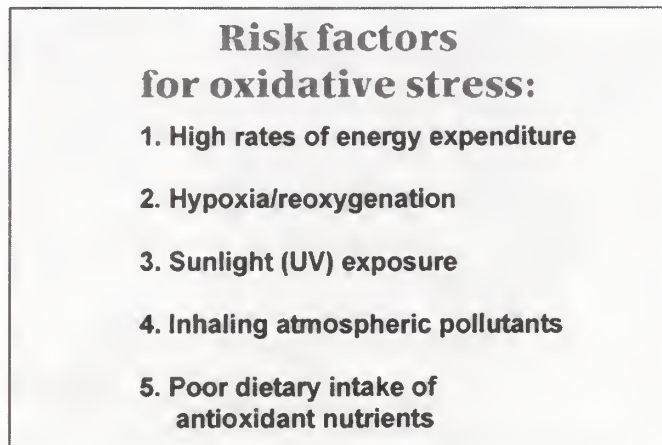 Risk factors
for oxidative stress:
1. High rates of energy expenditure
2. Hypoxia/reoxygenation
3. Sunlight (UV) exposure
4. Inhaling atmospheric pollutants
5. Poor dietary intake of
antioxidant nutrients